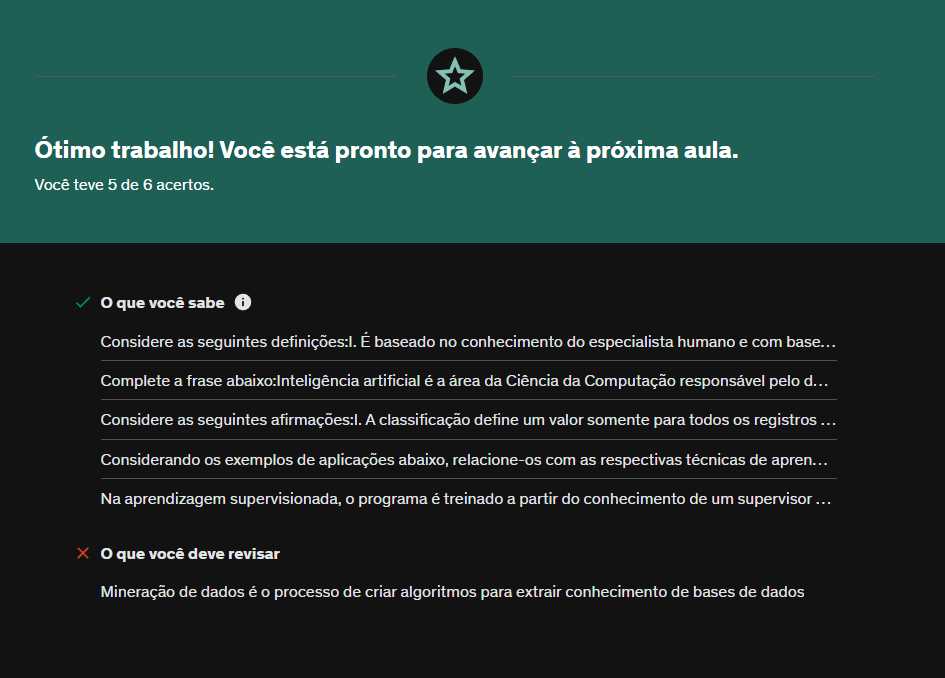 Ótimo trabalho! Você está pronto para avançar à próxima aula.
Você teve 5 de 6 acertos.
O que você sabe
Considere as seguintes definições:I. É baseado no conhecimento do especialista humano e com base...
Complete a frase abaixo:Inteligência artificial é a área da Ciência da Computação responsável pelo d...
Considere as seguintes afirmações:I. A classificação define um valor somente para todos os registros ...
Considerando os exemplos de aplicações abaixo, relacione-os com as respectivas técnicas de apren...
Na aprendizagem supervisionada, o programa é treinado a partir do conhecimento de um supervisor ...
O que você deve revisar
Mineração de dados é o processo de criar algoritmos para extrair conhecimento de bases de dados